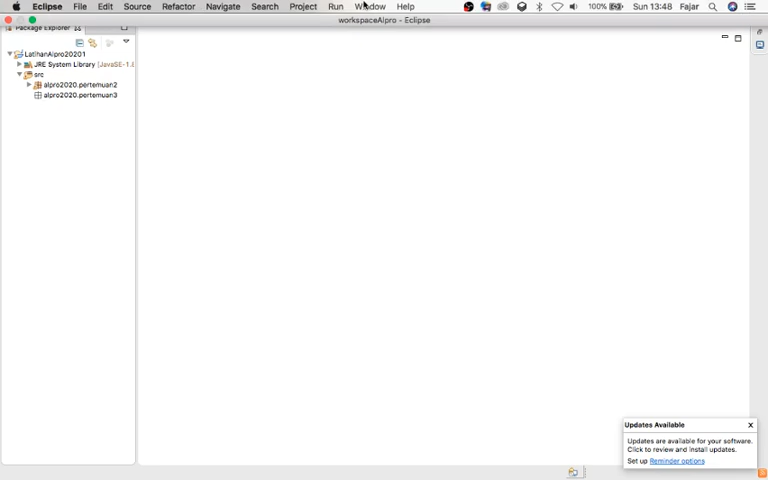 Eclipse File Edit Source Refactor Navigate Search Project Run Window Help 100% Sun 13:48 Fajar
workspaceAlpro - Eclipse
Package Explorer
LatihanAlpro20201
JRE System Library [JavaSE-1.
src
alpro2020.pertemuan2
alpro2020.pertemuan3
Updates Available X
Updates are available for your software.
Click to review and install updates.
Set up Reminder options